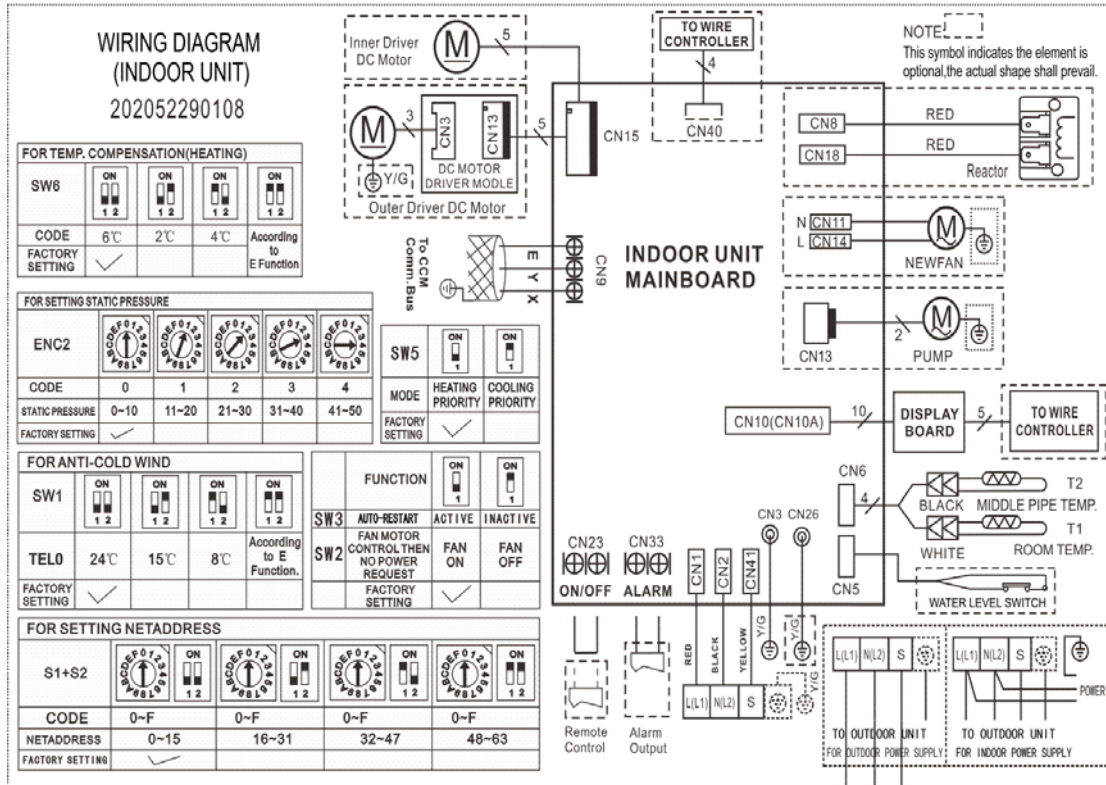 WIRING DIAGRAM
(INDOOR UNIT)
202052290108
FOR TEMP. COMPENSATION(HEATING)
SW6
ON ON ON ON
1 2 1 2 1 2 1 2
CODE 6℃ 2℃ 4℃ According to E Function
FACTORY SETTING ✓
FOR SETTING STATIC PRESSURE
ENC2
CODE 0 1 2 3 4
STATIC PRESSURE 0~10 11~20 21~30 31~40 41~50
FACTORY SETTING ✓
SW5
ON ON
1 1
MODE HEATING PRIORITY COOLING PRIORITY
FACTORY SETTING ✓
FOR ANTI-COLD WIND
SW1
ON ON ON ON
1 2 1 2 1 2 1 2
TEL0 24℃ 15℃ 8℃ According to E Function.
FACTORY SETTING ✓
FUNCTION
ON ON
1 1
SW3 AUTO-RESTART ACTIVE INACTIVE
SW2 FAN MOTOR CONTROL THEN NO POWER REQUEST FAN ON FAN OFF
FACTORY SETTING ✓
FOR SETTING NETADDRESS
S1+S2
ON ON ON ON
1 2 1 2 1 2 1 2
CODE 0~F 0~F 0~F 0~F
NETADDRESS 0~15 16~31 32~47 48~63
FACTORY SETTING ✓
Inner Driver
DC Motor
M
5
M
3
CN3
CN13
5
CN15
Y/G
DC MOTOR
DRIVER MODLE
Outer Driver DC Motor
To CCM
Comm.Bus
E
Y
X
CN9
TO WIRE
CONTROLLER
4
CN40
INDOOR UNIT
MAINBOARD
NOTE:
This symbol indicates the element is
optional,the actual shape shall prevail.
CN8
RED
CN18
RED
Reactor
N CN11
L CN14
M
NEWFAN
CN13
2
M
PUMP
CN10(CN10A)
10
DISPLAY
BOARD
5
TO WIRE
CONTROLLER
CN6
4
BLACK
T2
MIDDLE PIPE TEMP.
WHITE
T1
ROOM TEMP.
CN5
WATER LEVEL SWITCH
CN23
ON/OFF
CN33
ALARM
CN1
CN2
CN41
CN3 CN26
RED
BLACK
YELLOW
Y/G
Y/G
Y/G
L(L1) N(L2) S
Remote
Control
Alarm
Output
L(L1) N(L2) S
TO OUTDOOR UNIT
FOR OUTDOOR POWER SUPPLY
L(L1) N(L2) S
POWER
TO OUTDOOR UNIT
FOR INDOOR POWER SUPPLY